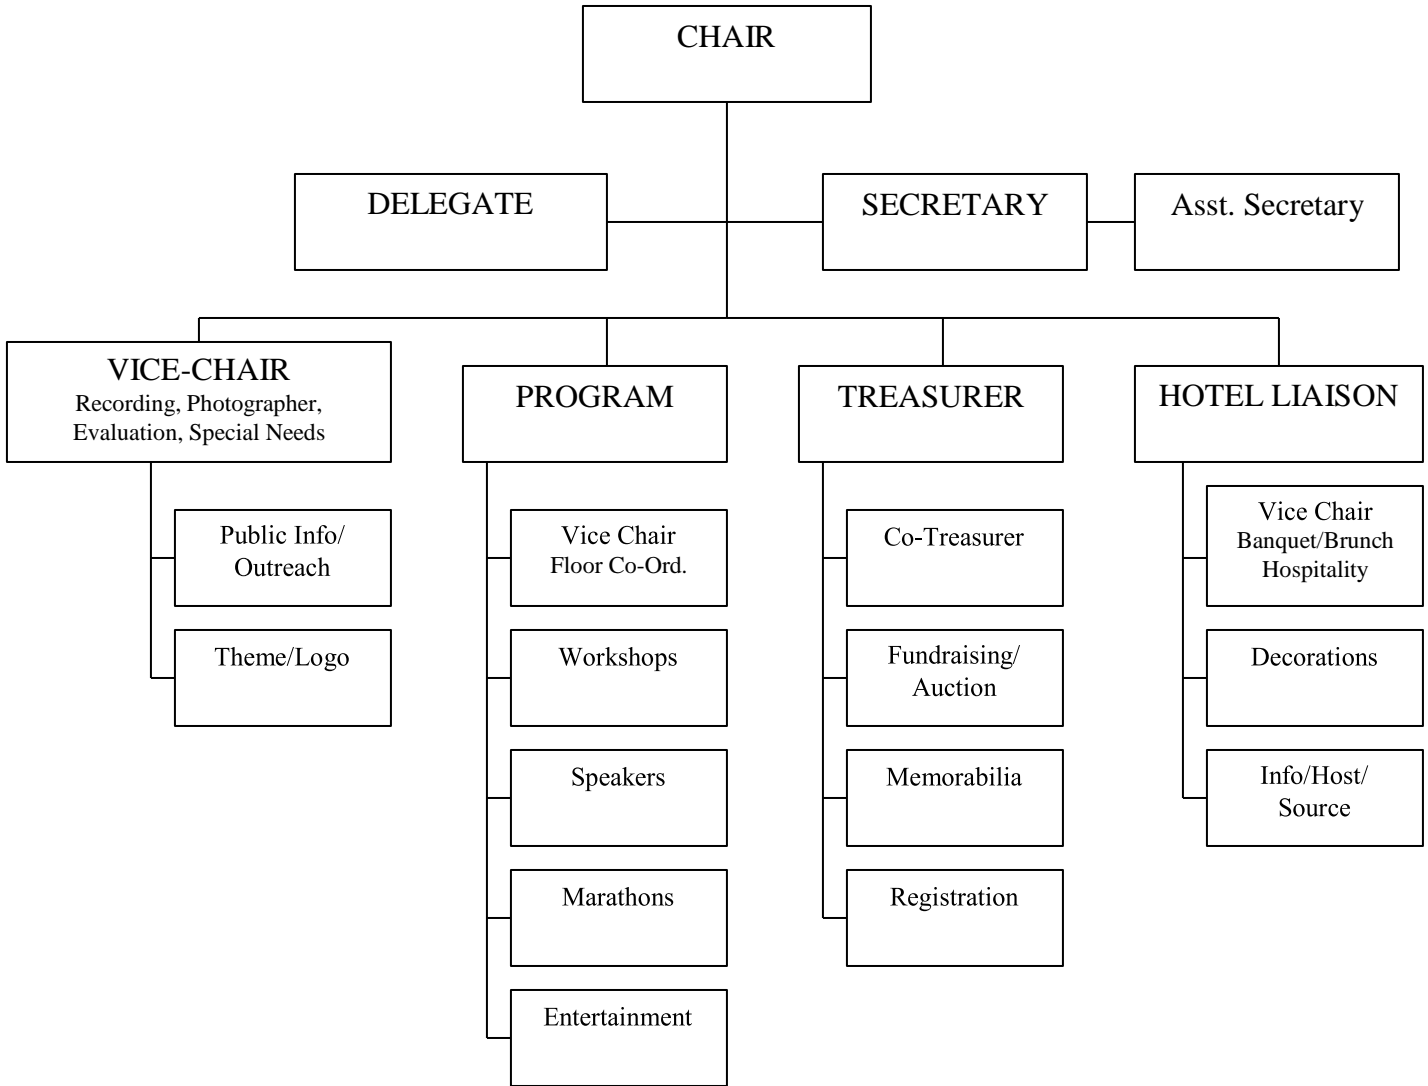 CHAIR
DELEGATE
SECRETARY
Asst. Secretary
VICE-CHAIR
Recording, Photographer,
Evaluation, Special Needs
PROGRAM
TREASURER
HOTEL LIAISON
Public Info/
Outreach
Theme/Logo
Vice Chair
Floor Co-Ord.
Workshops
Speakers
Marathons
Entertainment
Co-Treasurer
Fundraising/
Auction
Memorabilia
Registration
Vice Chair
Banquet/Brunch
Hospitality
Decorations
Info/Host/
Source